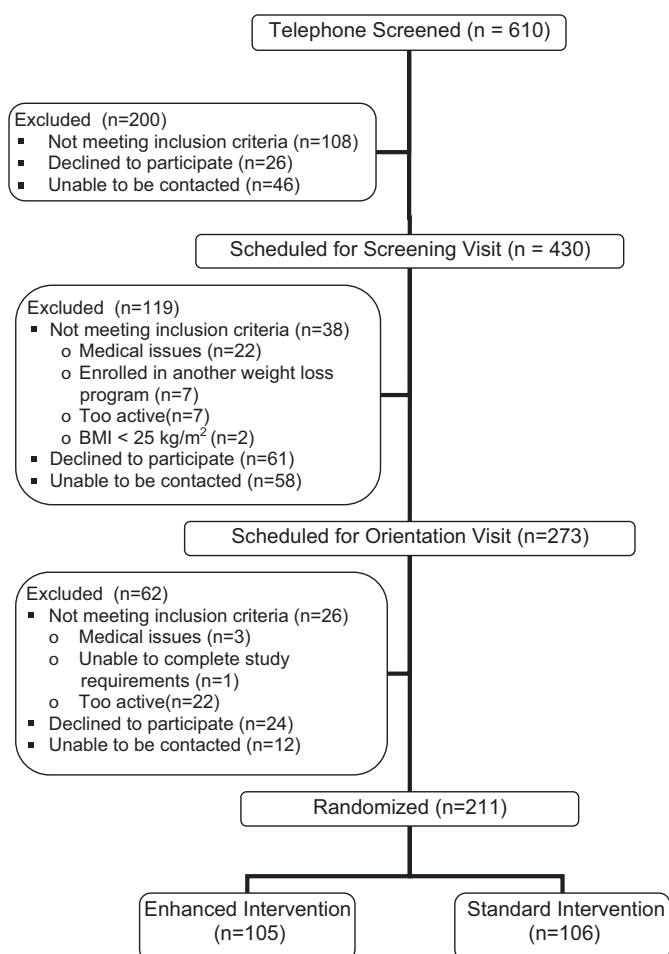 Telephone Screened (n = 610)
Excluded (n=200)
▪ Not meeting inclusion criteria (n=108)
▪ Declined to participate (n=26)
▪ Unable to be contacted (n=46)
Scheduled for Screening Visit (n = 430)
Excluded (n=119)
▪ Not meeting inclusion criteria (n=38)
o Medical issues (n=22)
o Enrolled in another weight loss
program (n=7)
o Too active(n=7)
o BMI < 25 kg/m² (n=2)
▪ Declined to participate (n=61)
▪ Unable to be contacted (n=58)
Scheduled for Orientation Visit (n=273)
Excluded (n=62)
▪ Not meeting inclusion criteria (n=26)
o Medical issues (n=3)
o Unable to complete study
requirements (n=1)
o Too active(n=22)
▪ Declined to participate (n=24)
▪ Unable to be contacted (n=12)
Randomized (n=211)
Enhanced Intervention
(n=105)
Standard Intervention
(n=106)